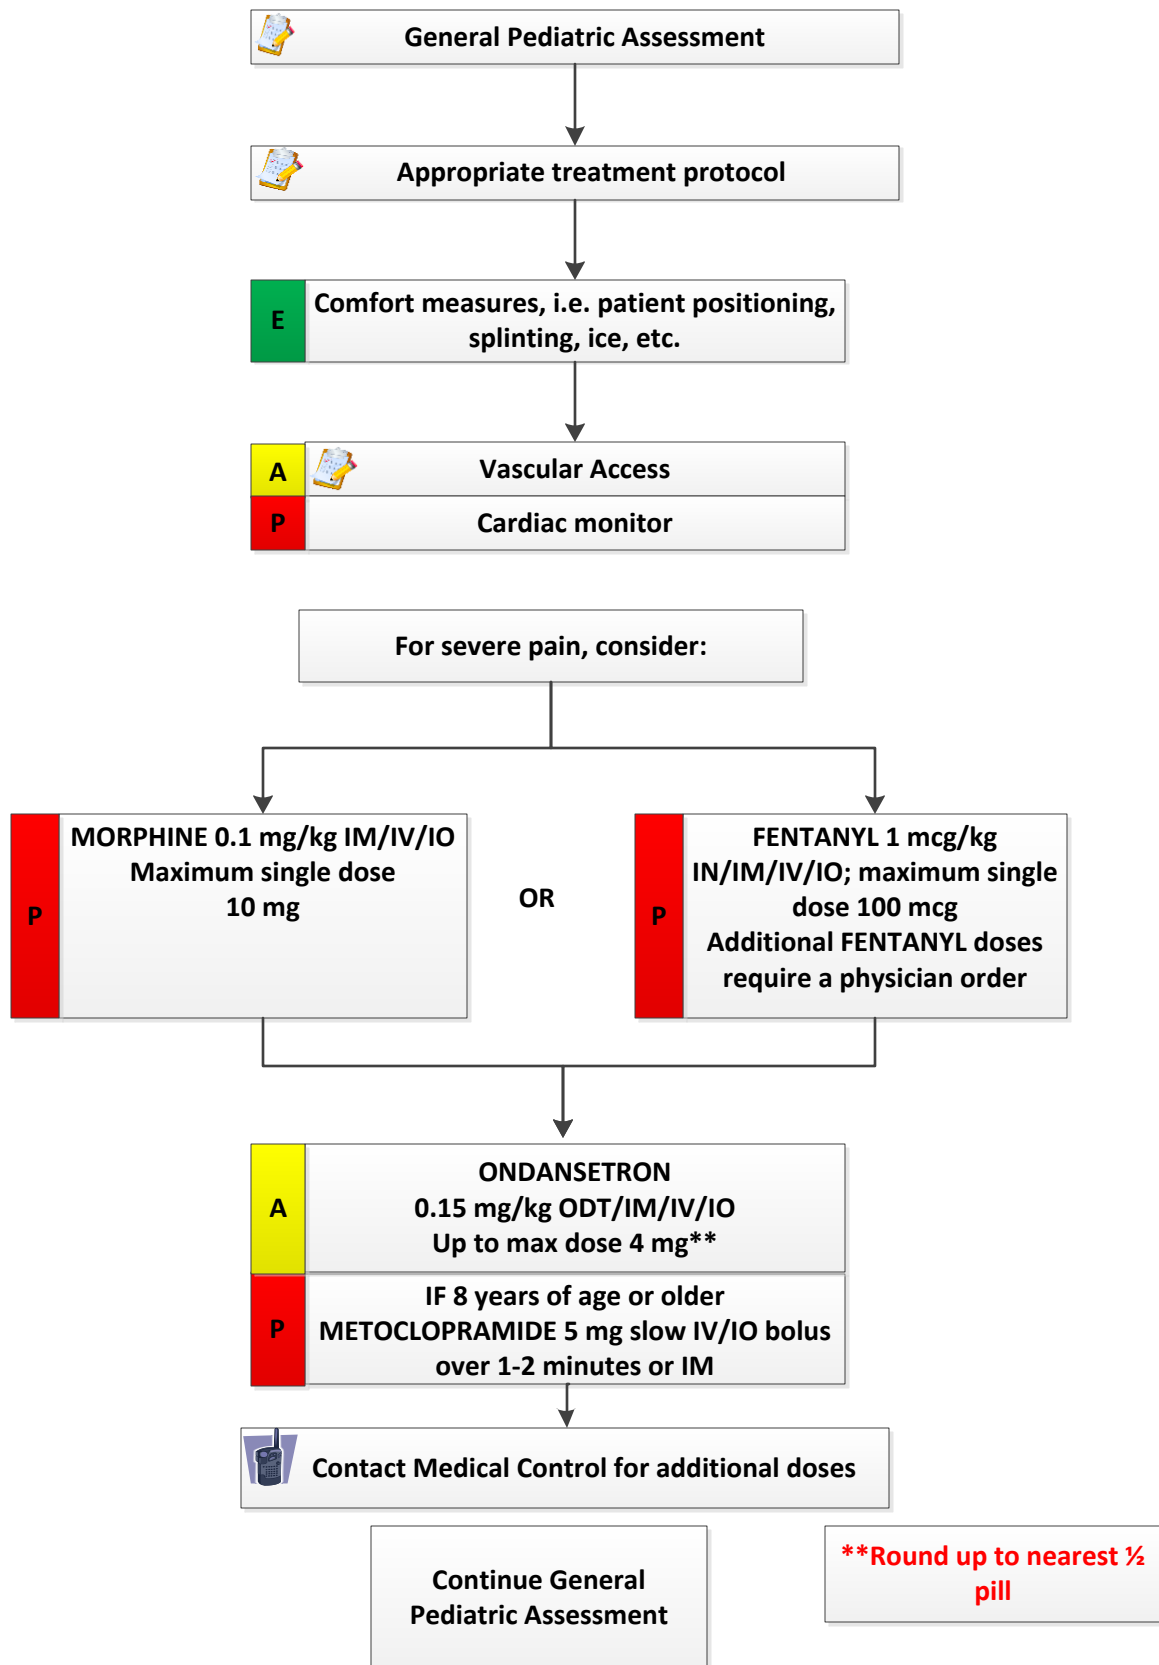 General Pediatric Assessment
Appropriate treatment protocol
E
Comfort measures, i.e. patient positioning,
splinting, ice, etc.
A
Vascular Access
P
Cardiac monitor
For severe pain, consider:
P
MORPHINE 0.1 mg/kg IM/IV/IO
Maximum single dose
10 mg
OR
P
FENTANYL 1 mcg/kg
IN/IM/IV/IO; maximum single
dose 100 mcg
Additional FENTANYL doses
require a physician order
A
ONDANSETRON
0.15 mg/kg ODT/IM/IV/IO
Up to max dose 4 mg**
P
IF 8 years of age or older
METOCLOPRAMIDE 5 mg slow IV/IO bolus
over 1-2 minutes or IM
Contact Medical Control for additional doses
Continue General
Pediatric Assessment
**Round up to nearest ½
pill